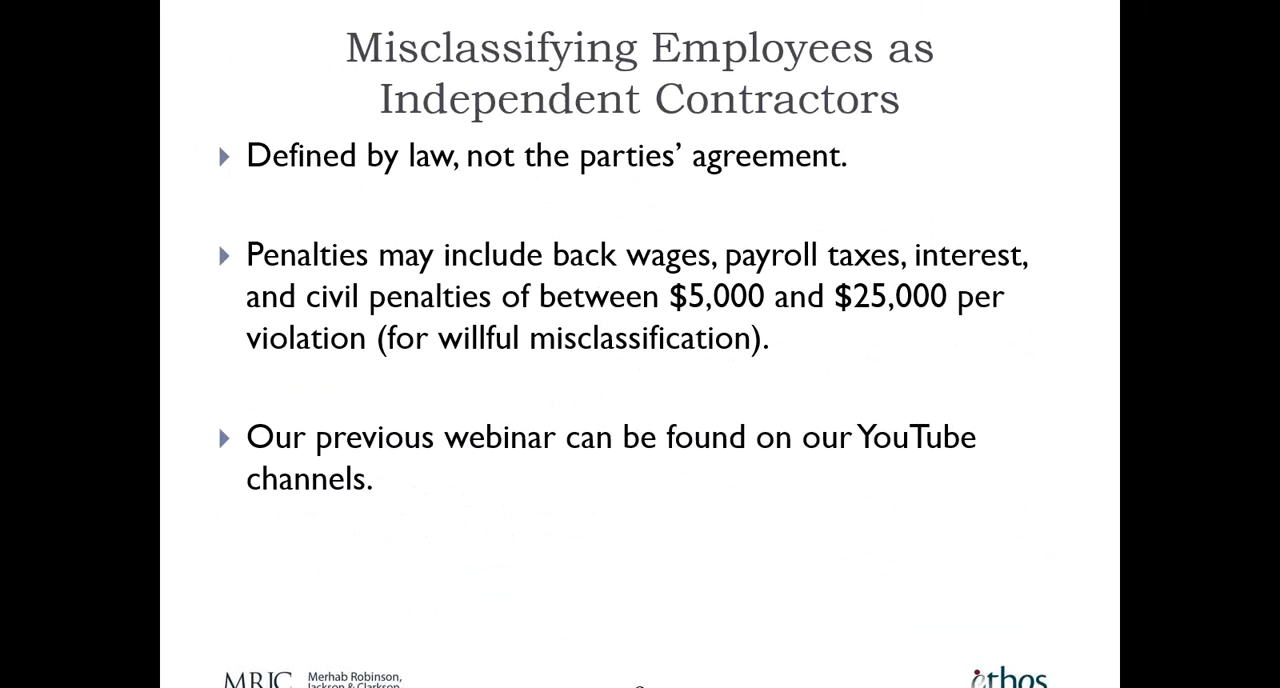 Misclassifying Employees as
Independent Contractors
Defined by law, not the parties’ agreement.
Penalties may include back wages, payroll taxes, interest,
and civil penalties of between $5,000 and $25,000 per
violation (for willful misclassification).
Our previous webinar can be found on our YouTube
channels.
MRJC
Merhab Robinson,
Jackson & Clarkson
ethos